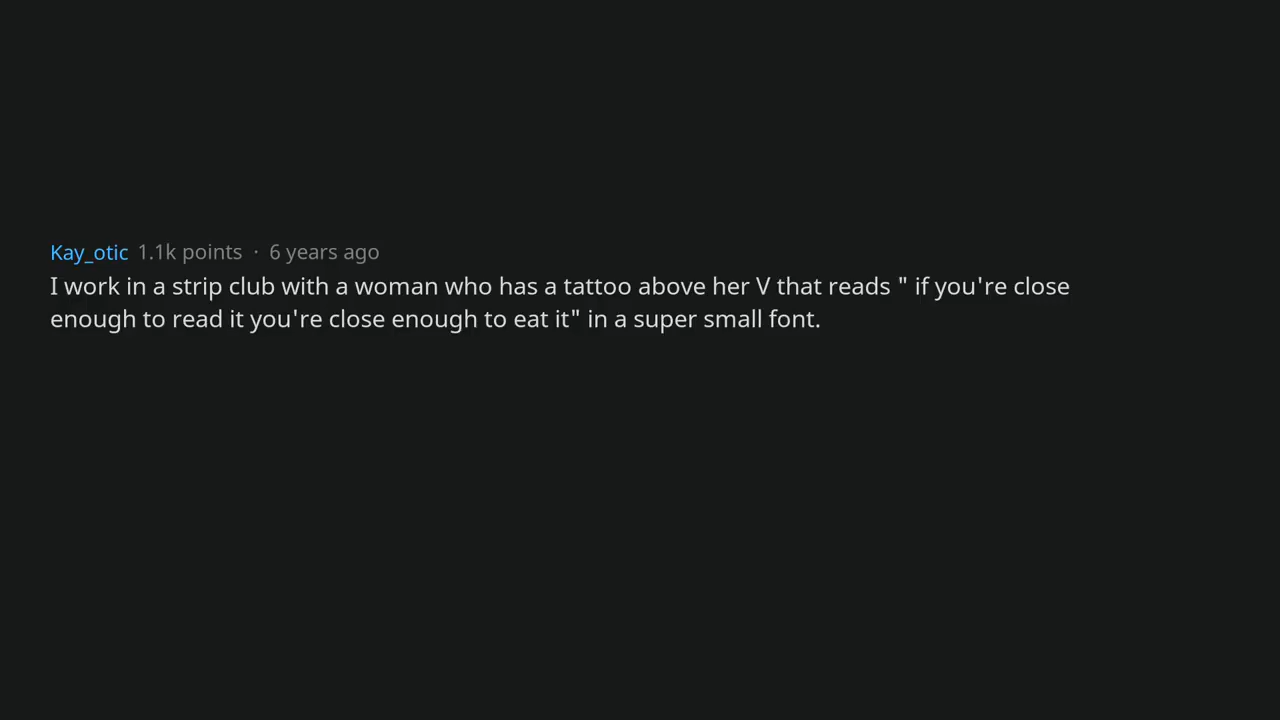 Kay_otic 1.1k points · 6 years ago
I work in a strip club with a woman who has a tattoo above her V that reads " if you're close
enough to read it you're close enough to eat it" in a super small font.